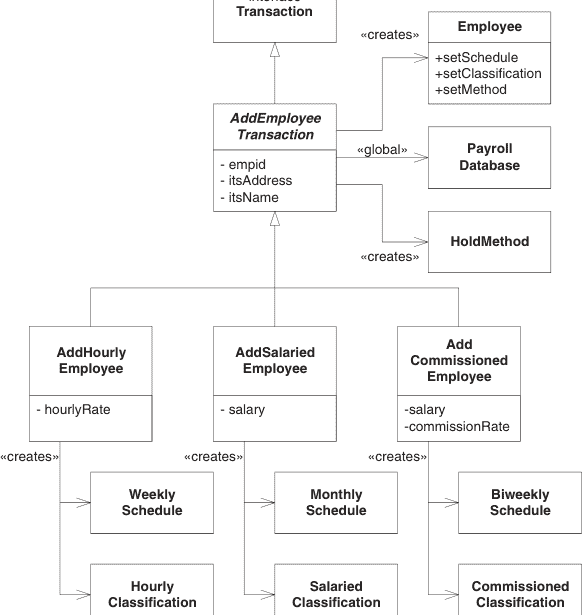 Transaction
«creates»
Employee
+setSchedule
+setClassification
+setMethod
AddEmployee
Transaction
- empid
- itsAddress
- itsName
«global»
Payroll
Database
HoldMethod
«creates»
AddHourly
Employee
- hourlyRate
AddSalaried
Employee
- salary
Add
Commissioned
Employee
-salary
-commissionRate
«creates»
«creates»
«creates»
Weekly
Schedule
Monthly
Schedule
Biweekly
Schedule
Hourly
Classification
Salaried
Classification
Commissioned
Classification